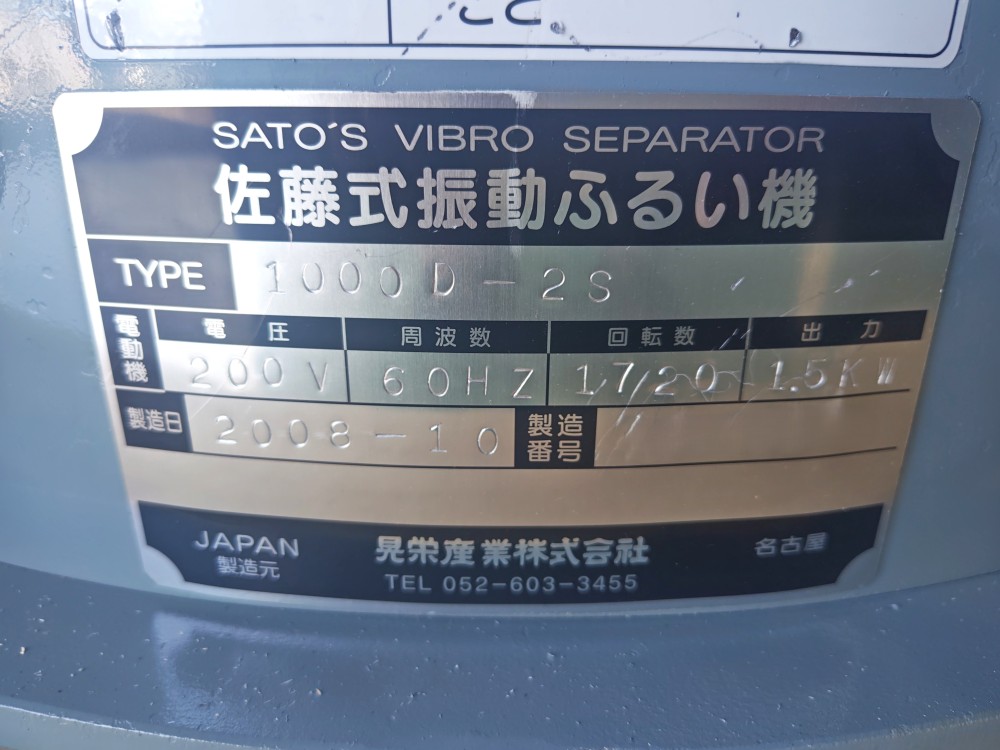 こと
SATO'S VIBRO SEPARATOR
佐藤式振動ふるい機
TYPE 1000D-2S
電動機 電圧 周波数 回転数 出力
200V 60HZ 1720 1.5KW
製造日 2008-10 製造番号
JAPAN 晃栄産業株式会社 名古屋
製造元 TEL 052-603-3455